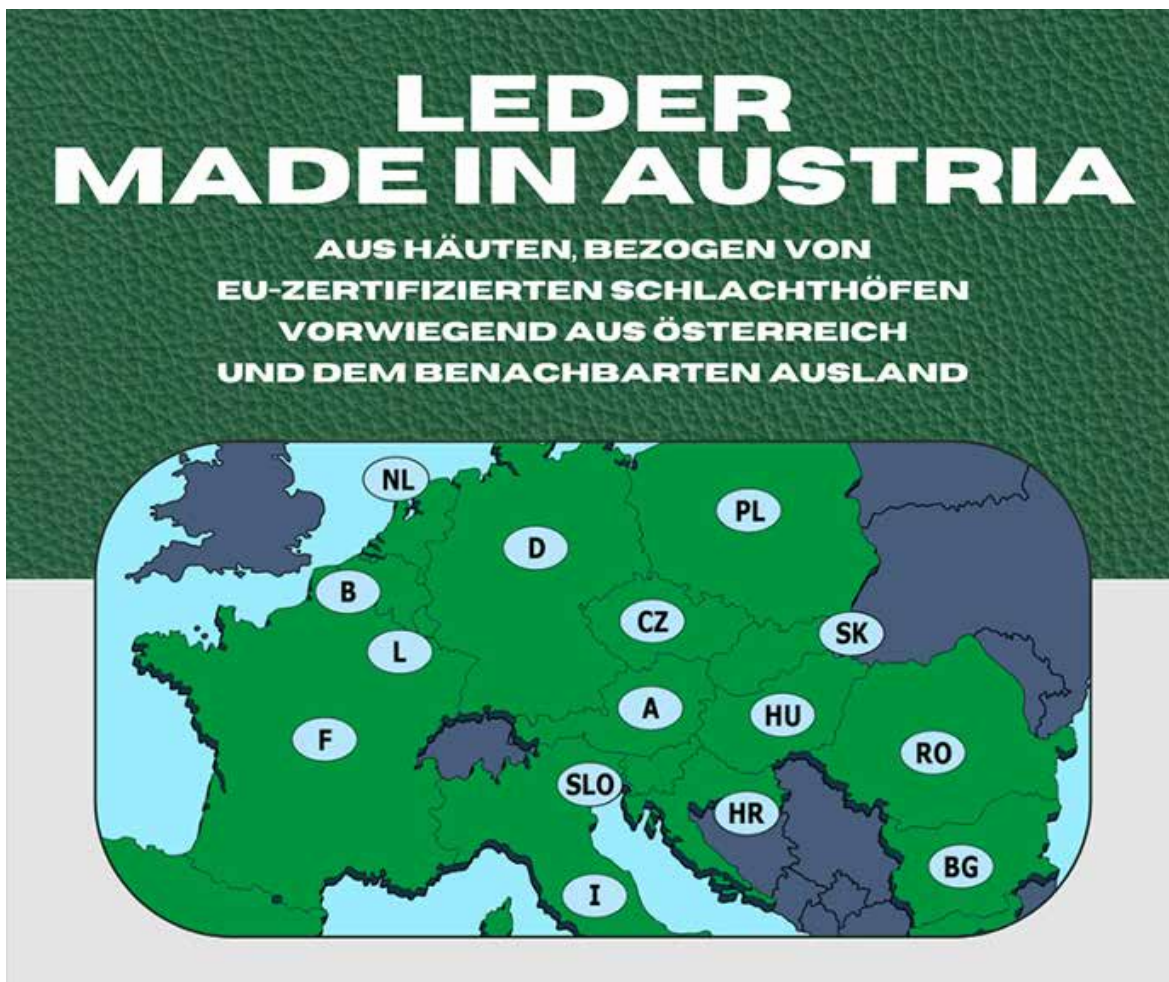 LEDER
MADE IN AUSTRIA
AUS HÄUTEN, BEZOGEN VON
EU-ZERTIFIZIERTEN SCHLACHTHÖFEN
VORWIEGEND AUS ÖSTERREICH
UND DEM BENACHBARTEN AUSLAND
NL
PL
D
B
CZ
SK
L
A
HU
F
RO
SLO
HR
BG
I